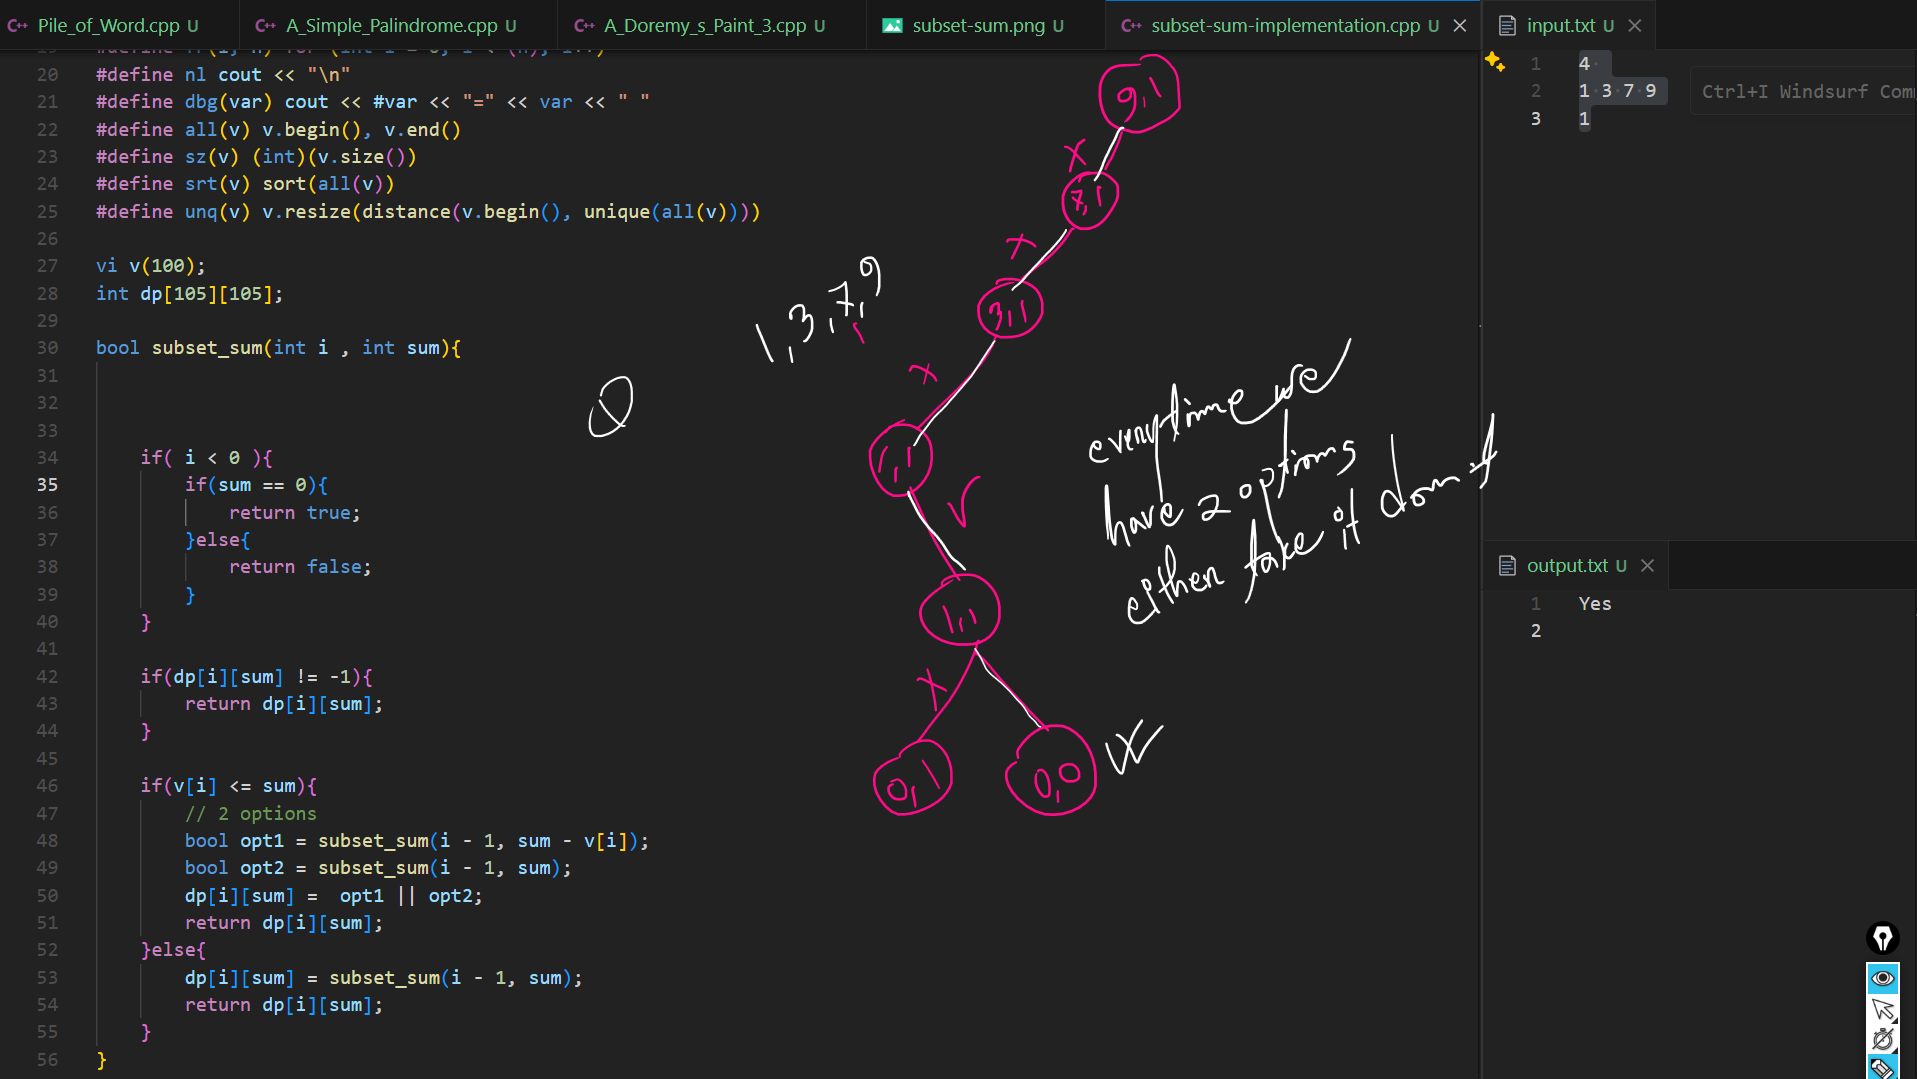 Pile_of_Word.cpp U
A_Simple_Palindrome.cpp U
A_Doremy_s_Paint_3.cpp U
subset-sum.png U
subset-sum-implementation.cpp U
20 #define nl cout << "\n"
21 #define dbg(var) cout << #var << "=" << var << " "
22 #define all(v) v.begin(), v.end()
23 #define sz(v) (int)(v.size())
24 #define srt(v) sort(all(v))
25 #define unq(v) v.resize(distance(v.begin(), unique(all(v))))
26
27 vi v(100);
28 int dp[105][105];
29
30 bool subset_sum(int i , int sum){
31
32
33
34 if( i < 0 ){
35 if(sum == 0){
36 return true;
37 }else{
38 return false;
39 }
40 }
41
42 if(dp[i][sum] != -1){
43 return dp[i][sum];
44 }
45
46 if(v[i] <= sum){
47 // 2 options
48 bool opt1 = subset_sum(i - 1, sum - v[i]);
49 bool opt2 = subset_sum(i - 1, sum);
50 dp[i][sum] =  opt1 || opt2;
51 return dp[i][sum];
52 }else{
53 dp[i][sum] = subset_sum(i - 1, sum);
54 return dp[i][sum];
55 }
56 }
9,1
x
7,1
x
3,1
x
1,1
1,1
x
0,1
0,0
1,3,7,9
everytime we
have 2 options
either take it don't
input.txt U
1 4
2 1 3 7 9
3 1
Ctrl+I Windsurf
output.txt U
1 Yes
2